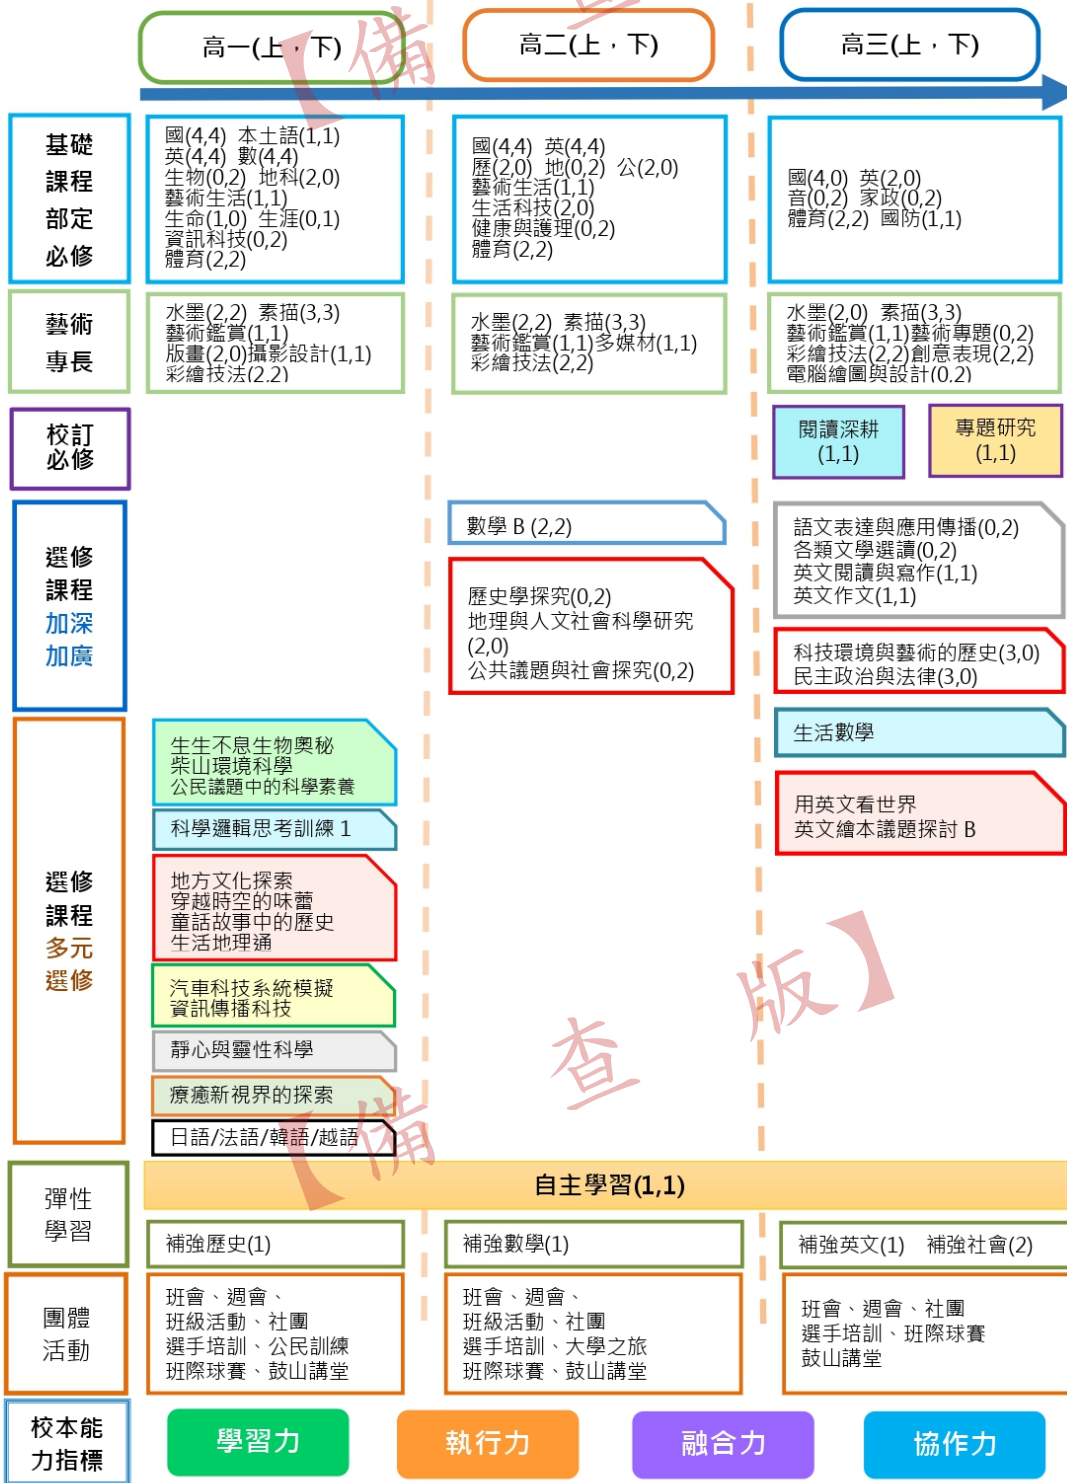 高一(上，下)
高二(上，下)
高三(上，下)
基礎
課程
部定
必修
國(4,4) 本土語(1,1)
英(4,4) 數(4,4)
生物(0,2) 地科(2,0)
藝術生活(1,1)
生命(1,0) 生涯(0,1)
資訊科技(0,2)
體育(2,2)
國(4,4) 英(4,4)
歷(2,0) 地(0,2) 公(2,0)
藝術生活(1,1)
生活科技(2,0)
健康與護理(0,2)
體育(2,2)
國(4,0) 英(2,0)
音(0,2) 家政(0,2)
體育(2,2) 國防(1,1)
藝術
專長
水墨(2,2) 素描(3,3)
藝術鑑賞(1,1)
版畫(2,0)攝影設計(1,1)
彩繪技法(2,2)
水墨(2,2) 素描(3,3)
藝術鑑賞(1,1)多媒材(1,1)
彩繪技法(2,2)
水墨(2,0) 素描(3,3)
藝術鑑賞(1,1)藝術專題(0,2)
彩繪技法(2,2)創意表現(2,2)
電腦繪圖與設計(0,2)
校訂
必修
閱讀深耕
(1,1)
專題研究
(1,1)
選修
課程
加深
加廣
數學 B (2,2)
歷史學探究(0,2)
地理與人文社會科學研究
(2,0)
公共議題與社會探究(0,2)
語文表達與應用傳播(0,2)
各類文學選讀(0,2)
英文閱讀與寫作(1,1)
英文作文(1,1)
科技環境與藝術的歷史(3,0)
民主政治與法律(3,0)
選修
課程
多元
選修
生生不息生物奧秘
柴山環境科學
公民議題中的科學素養
科學邏輯思考訓練 1
地方文化探索
穿越時空的味蕾
童話故事中的歷史
生活地理通
汽車科技系統模擬
資訊傳播科技
靜心與靈性科學
療癒新視界的探索
日語/法語/韓語/越語
生活數學
用英文看世界
英文繪本議題探討 B
彈性
學習
自主學習(1,1)
補強歷史(1)
補強數學(1)
補強英文(1) 補強社會(2)
團體
活動
班會、週會、
班級活動、社團
選手培訓、公民訓練
班際球賽、鼓山講堂
班會、週會、
班級活動、社團
選手培訓、大學之旅
班際球賽、鼓山講堂
班會、週會、社團
選手培訓、班際球賽
鼓山講堂
校本能
力指標
學習力
執行力
融合力
協作力
【備查
【備查版】